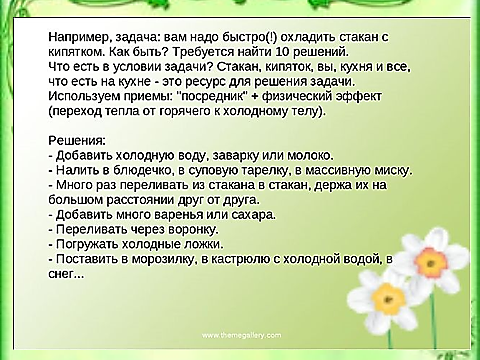 Например, задача: вам надо быстро(!) охладить стакан с
кипятком. Как быть? Требуется найти 10 решений.
Что есть в условии задачи? Стакан, кипяток, вы, кухня и все,
что есть на кухне - это ресурс для решения задачи.
Используем приемы: "посредник" + физический эффект
(переход тепла от горячего к холодному телу).
Решения:
- Добавить холодную воду, заварку или молоко.
- Налить в блюдечко, в суповую тарелку, в массивную миску.
- Много раз переливать из стакана в стакан, держа их на
большом расстоянии друг от друга.
- Добавить много варенья или сахара.
- Переливать через воронку.
- Погружать холодные ложки.
- Поставить в морозилку, в кастрюлю с холодной водой, в
снег...
www.themegallery.com